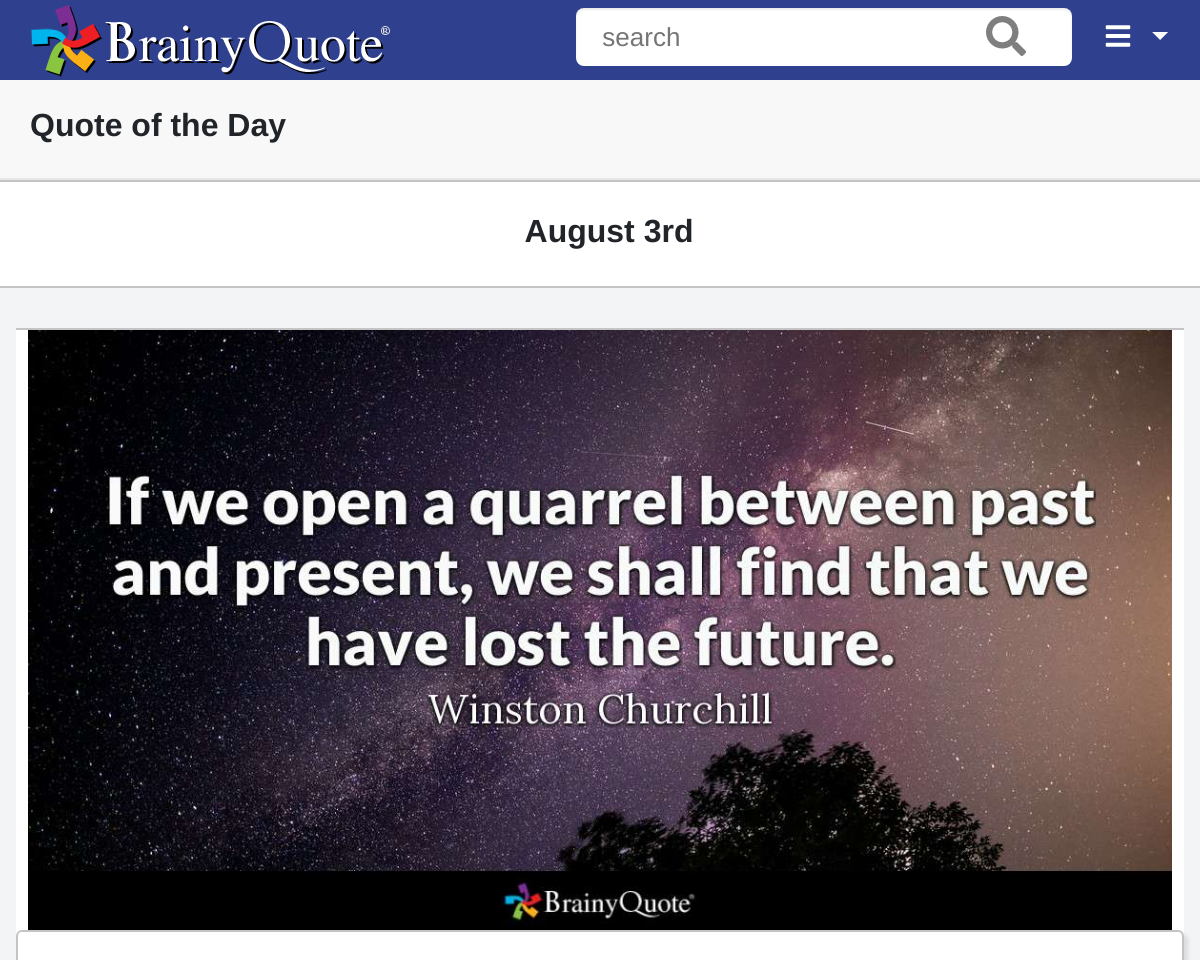 BrainyQuote®
search
Quote of the Day
August 3rd
If we open a quarrel between past
and present, we shall find that we
have lost the future.
Winston Churchill
BrainyQuote®